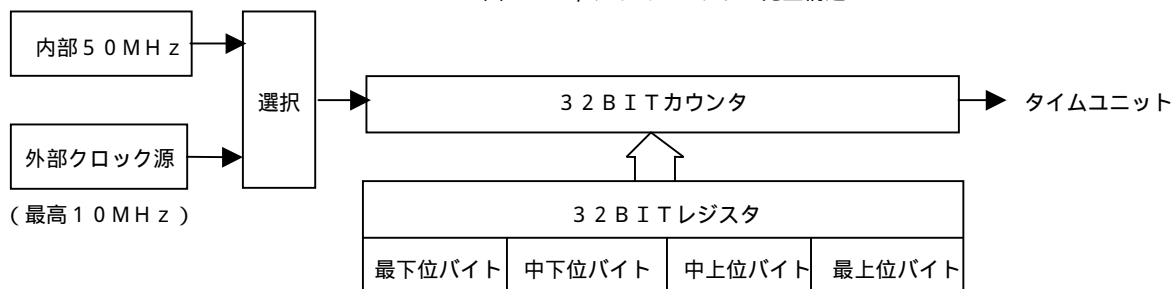 内部５０ＭＨｚ
選択
３２ＢＩＴカウンタ
タイムユニット
外部クロック源
(最高１０ＭＨｚ)
３２ＢＩＴレジスタ
最下位バイト 中下位バイト 中上位バイト 最上位バイト